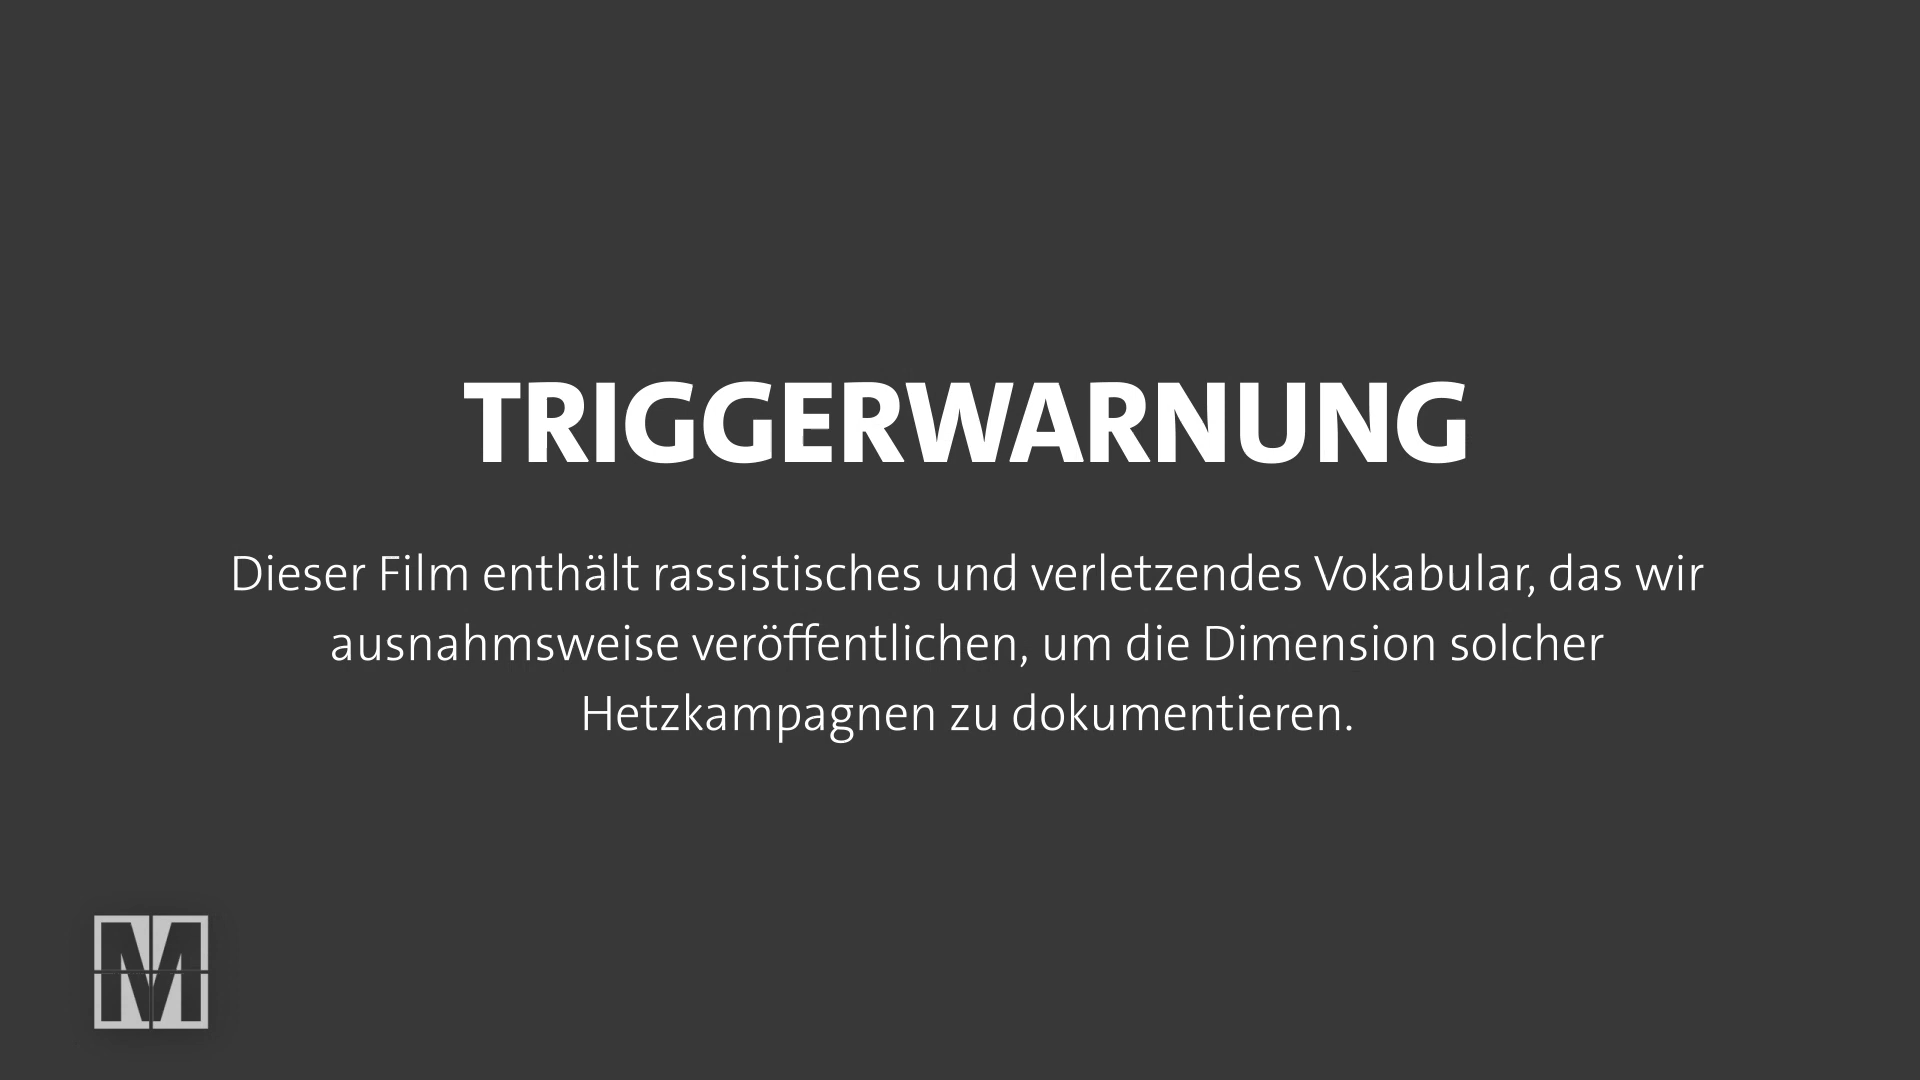 TRIGGERWARNUNG
Dieser Film enthält rassistisches und verletzendes Vokabular, das wir
ausnahmsweise veröffentlichen, um die Dimension solcher
Hetzkampagnen zu dokumentieren.
M